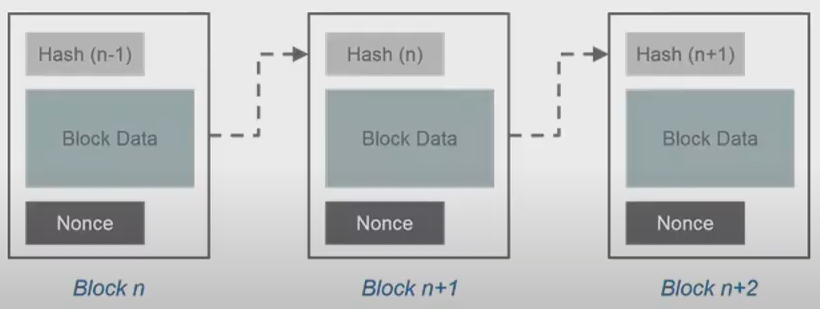 Hash (n-1)
Hash (n)
Hash (n+1)
Block Data
Block Data
Block Data
Nonce
Nonce
Nonce
Block n
Block n+1
Block n+2